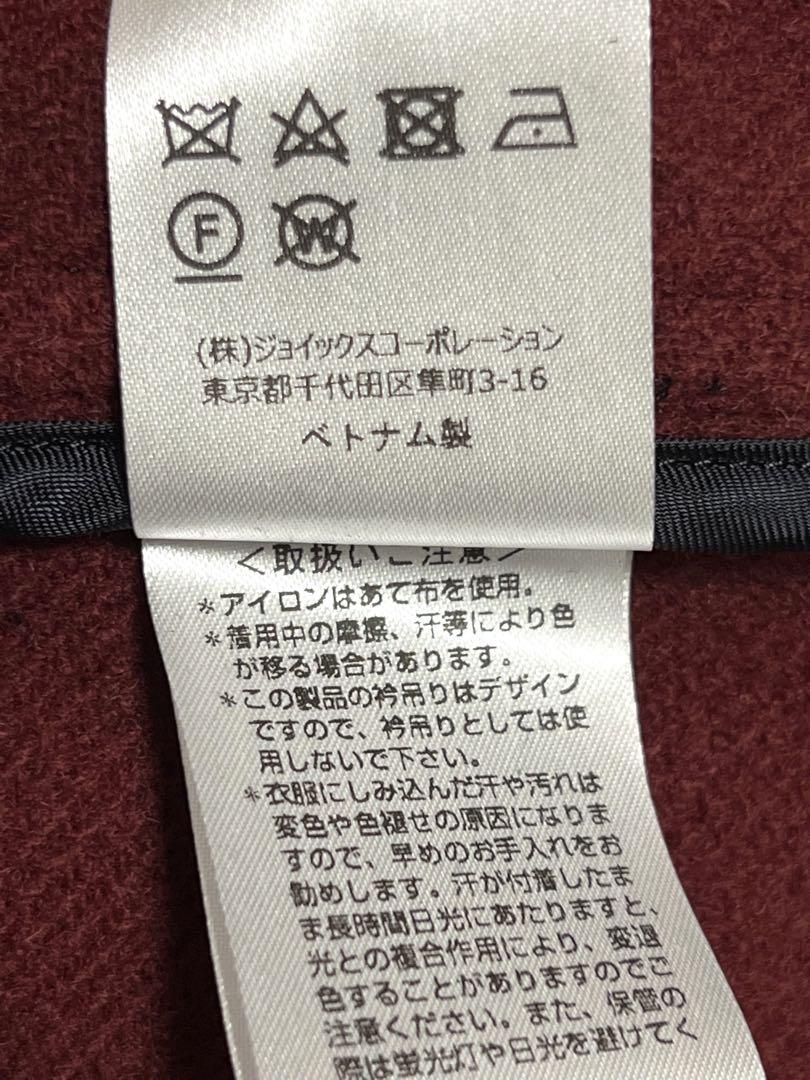 F W
(株)ジョイックスコーポレーション
東京都千代田区隼町3-16
ベトナム製
＜取扱いご注意＞
*アイロンはあて布を使用。
*着用中の摩擦、汗等により色
が移る場合があります。
*この製品の衿吊りはデザイン
ですので、衿吊りとしては使
用しないで下さい。
*衣服にしみ込んだ汗や汚れは
変色や色褪せの原因になりま
すので、早めのお手入れをお
勧めします。汗が付着したま
ま長時間日光にあたりますと、
光との複合作用により、変退
色することがありますのでご
注意ください。また、保管の
際は蛍光灯や日光を避けてく